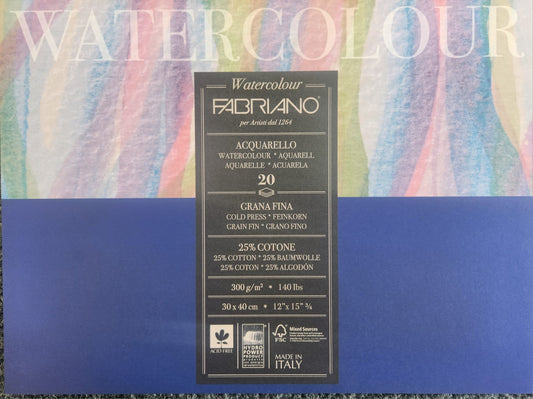 WATERCOLOUR
Watercolour
FABRIANO
per Artisti dal 1264
ACQUARELLO
WATERCOLOUR * AQUARELL
AQUARELLE * ACUARELA
20
GRANA FINA
COLD PRESS * FEINKORN
GRAIN FIN * GRANO FINO
25% COTONE
25% COTTON * 25% BAUMWOLLE
25% COTON * 25% ALGODÓN
300 g/m² * 140 lbs
30 x 40 cm * 12" x 15" ¾
ACID FREE
HYDRO
POWER
PRODUCT
FSC
Mixed Sources
MADE IN
ITALY